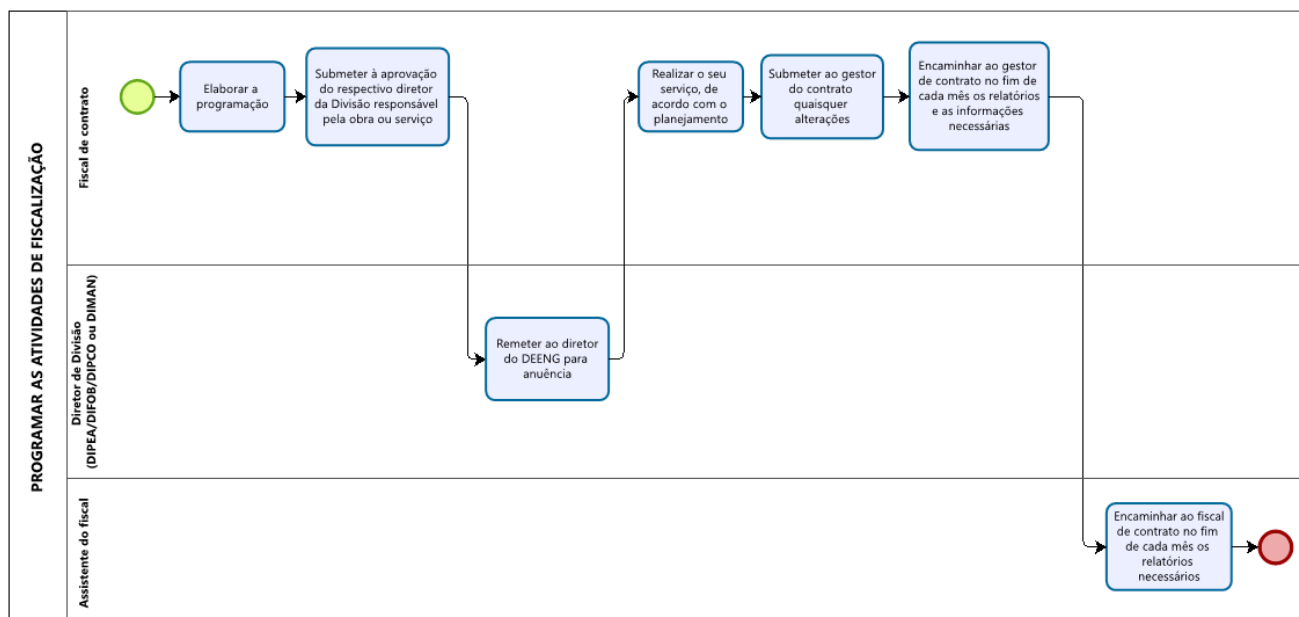 PROGRAMAR AS ATIVIDADES DE FISCALIZAÇÃO
Fiscal de contrato
Elaborar a
programação
Submeter à aprovação
do respectivo diretor
da Divisão responsável
pela obra ou serviço
Realizar o seu
serviço, de
acordo com o
planejamento
Submeter ao gestor
do contrato
quaisquer
alterações
Encaminhar ao gestor
de contrato no fim de
cada mês os relatórios
e as informações
necessárias
Diretor de Divisão
(DIPEA/DIFOB/DIPCO ou DIMAN)
Remeter ao diretor
do DEENG para
anuência
Assistente do fiscal
Encaminhar ao fiscal
de contrato no fim
de cada mês os
relatórios
necessários